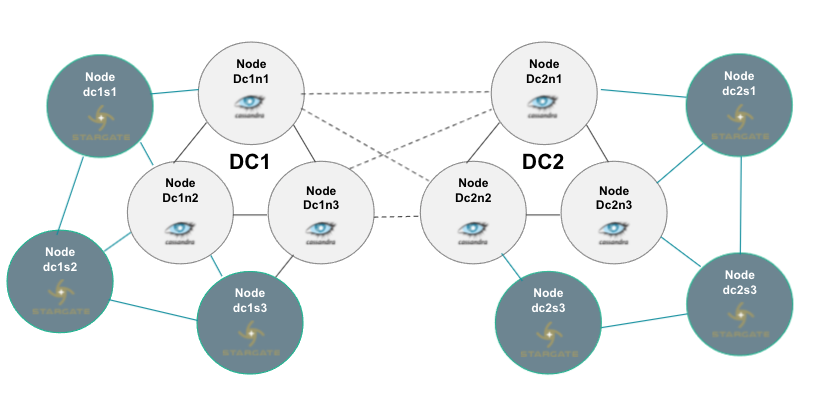 Node
Dc1n1
cassandra
Node
Dc2n1
cassandra
Node
dc1s1
STARGATE
Node
dc2s1
STARGATE
DC1
DC2
Node
Dc1n2
cassandra
Node
Dc1n3
cassandra
Node
Dc2n2
cassandra
Node
Dc2n3
cassandra
Node
dc1s2
STARGATE
Node
dc1s3
STARGATE
Node
dc2s3
STARGATE
Node
dc2s3
STARGATE